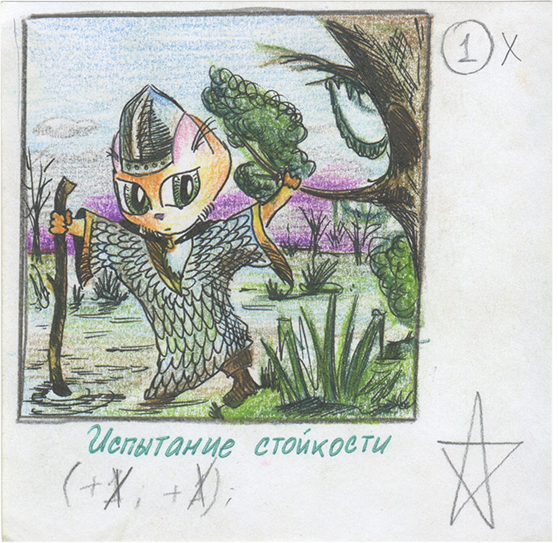 1 X
Испытание стойкости
(+X; +X);